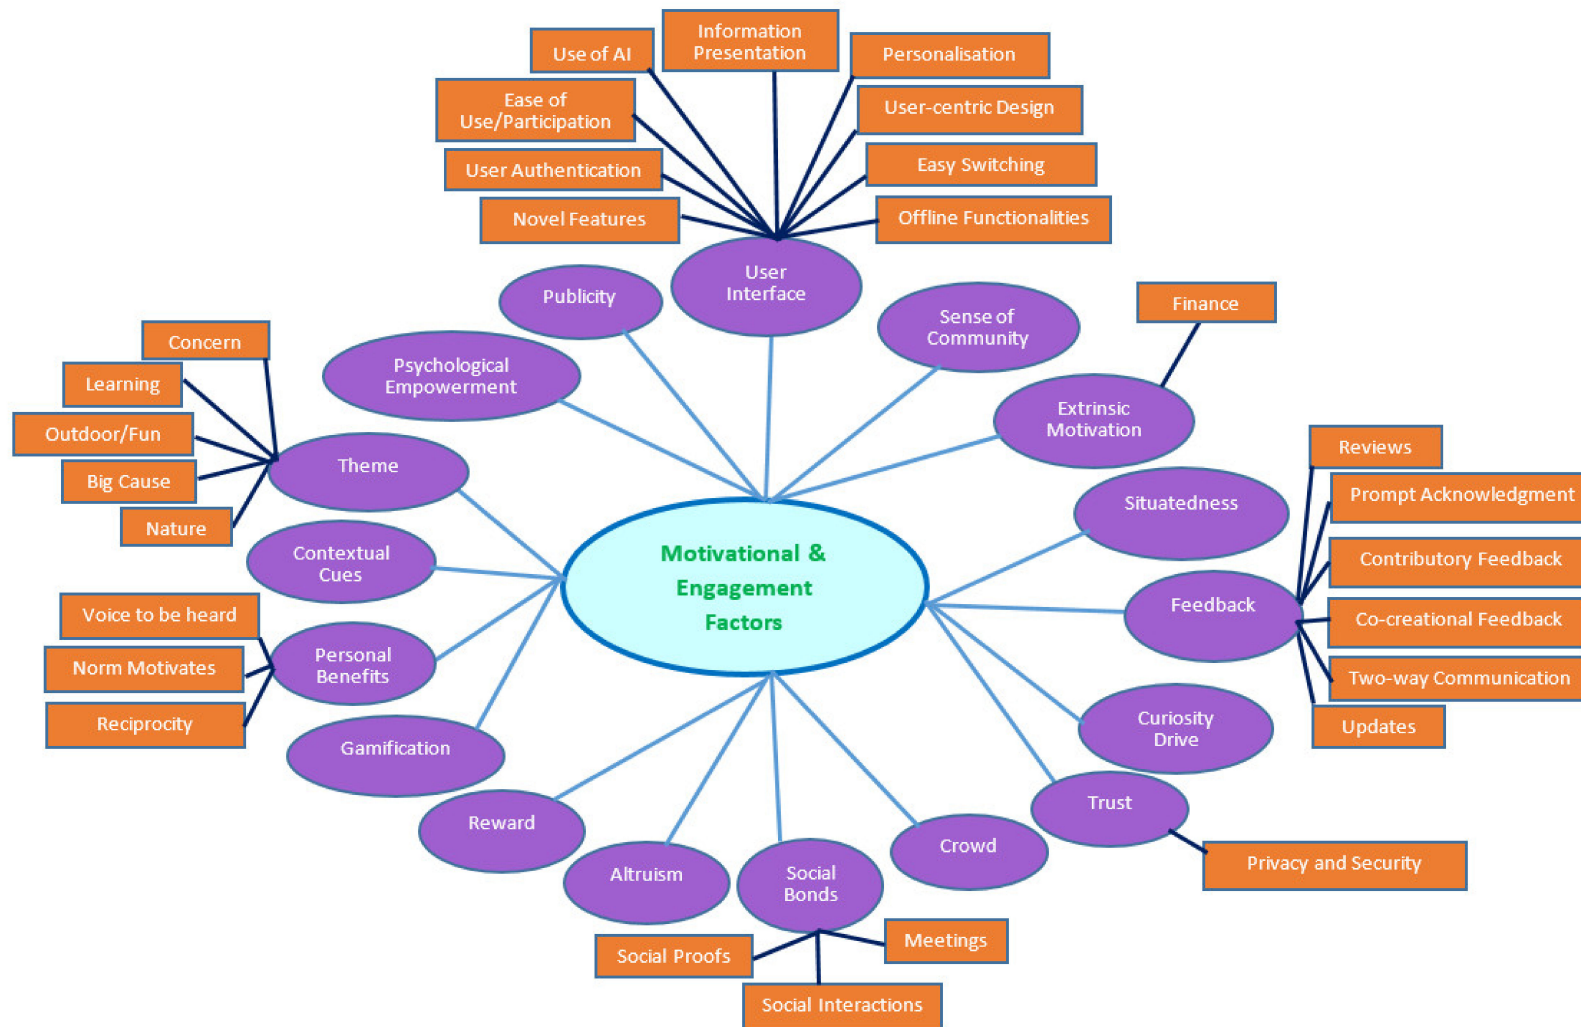 Information
Presentation
Use of AI
Personalisation
Ease of
Use/Participation
User-centric Design
User Authentication
Easy Switching
Novel Features
Offline Functionalities
User
Interface
Publicity
Sense of
Community
Finance
Psychological
Empowerment
Extrinsic
Motivation
Concern
Learning
Outdoor/Fun
Big Cause
Nature
Theme
Situatedness
Reviews
Prompt Acknowledgment
Contributory Feedback
Co-creational Feedback
Two-way Communication
Updates
Feedback
Motivational &
Engagement
Factors
Contextual
Cues
Voice to be heard
Norm Motivates
Reciprocity
Personal
Benefits
Gamification
Curiosity
Drive
Trust
Privacy and Security
Reward
Altruism
Social
Bonds
Crowd
Social Proofs
Meetings
Social Interactions